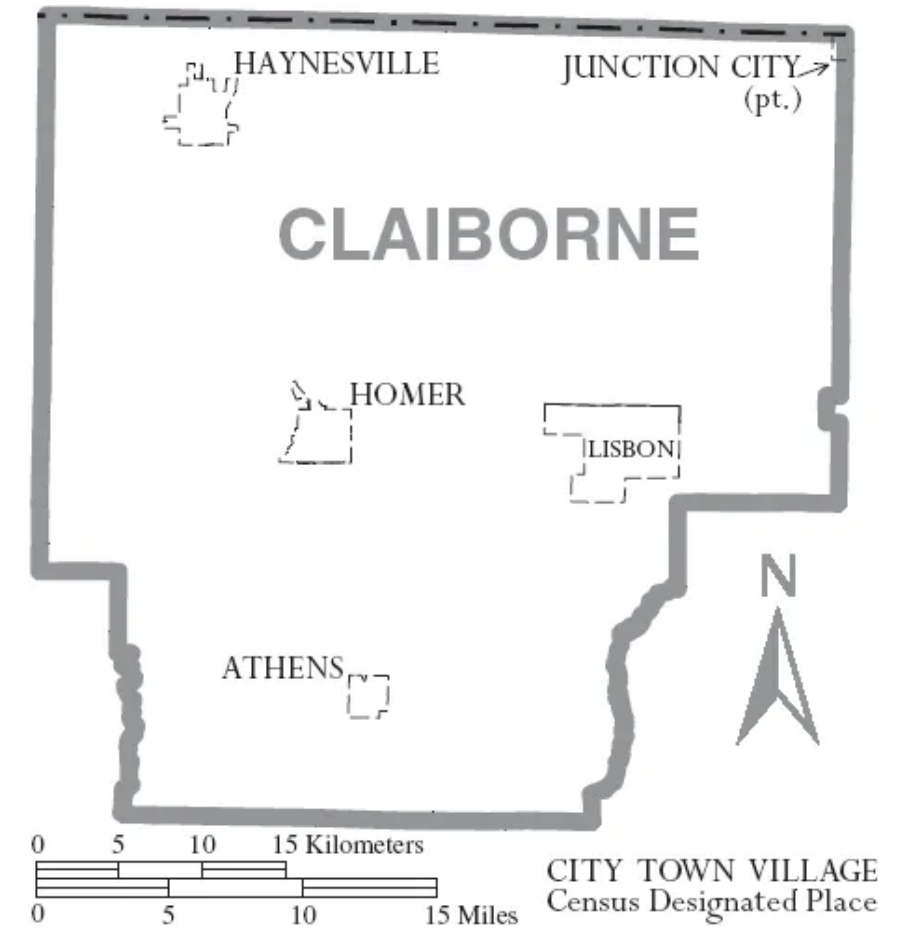 HAYNESVILLE
JUNCTION CITY
(pt.)
CLAIBORNE
HOMER
LISBON
N
ATHENS
0 5 10 15 Kilometers
0 5 10 15 Miles
CITY TOWN VILLAGE
Census Designated Place